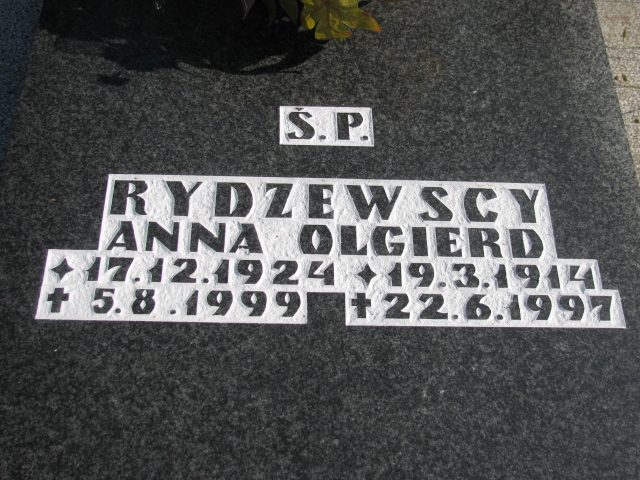 Ś.P.
RYDZEWSCY
ANNA OLGIERD
✦17.12.1924 ✦19.3.1914
✝ 5.8.1999 ✝22.6.1997